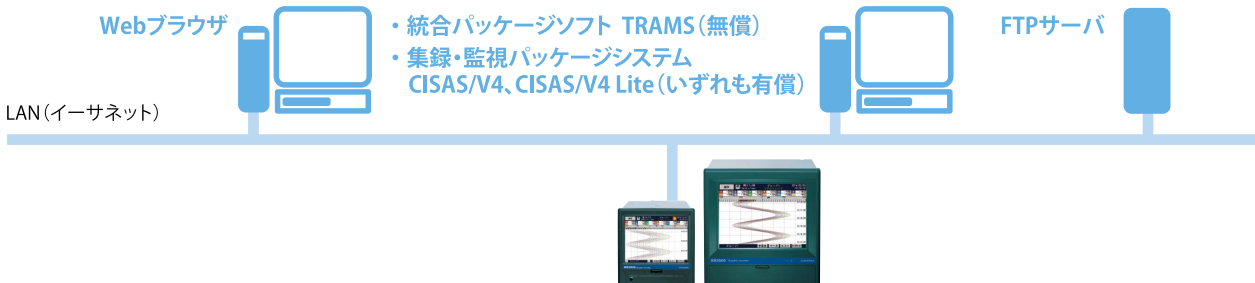 Webブラウザ
・統合パッケージソフト TRAMS(無償)
・集録・監視パッケージシステム
CISAS/V4、CISAS/V4 Lite(いずれも有償)
FTPサーバ
LAN(イーサネット)